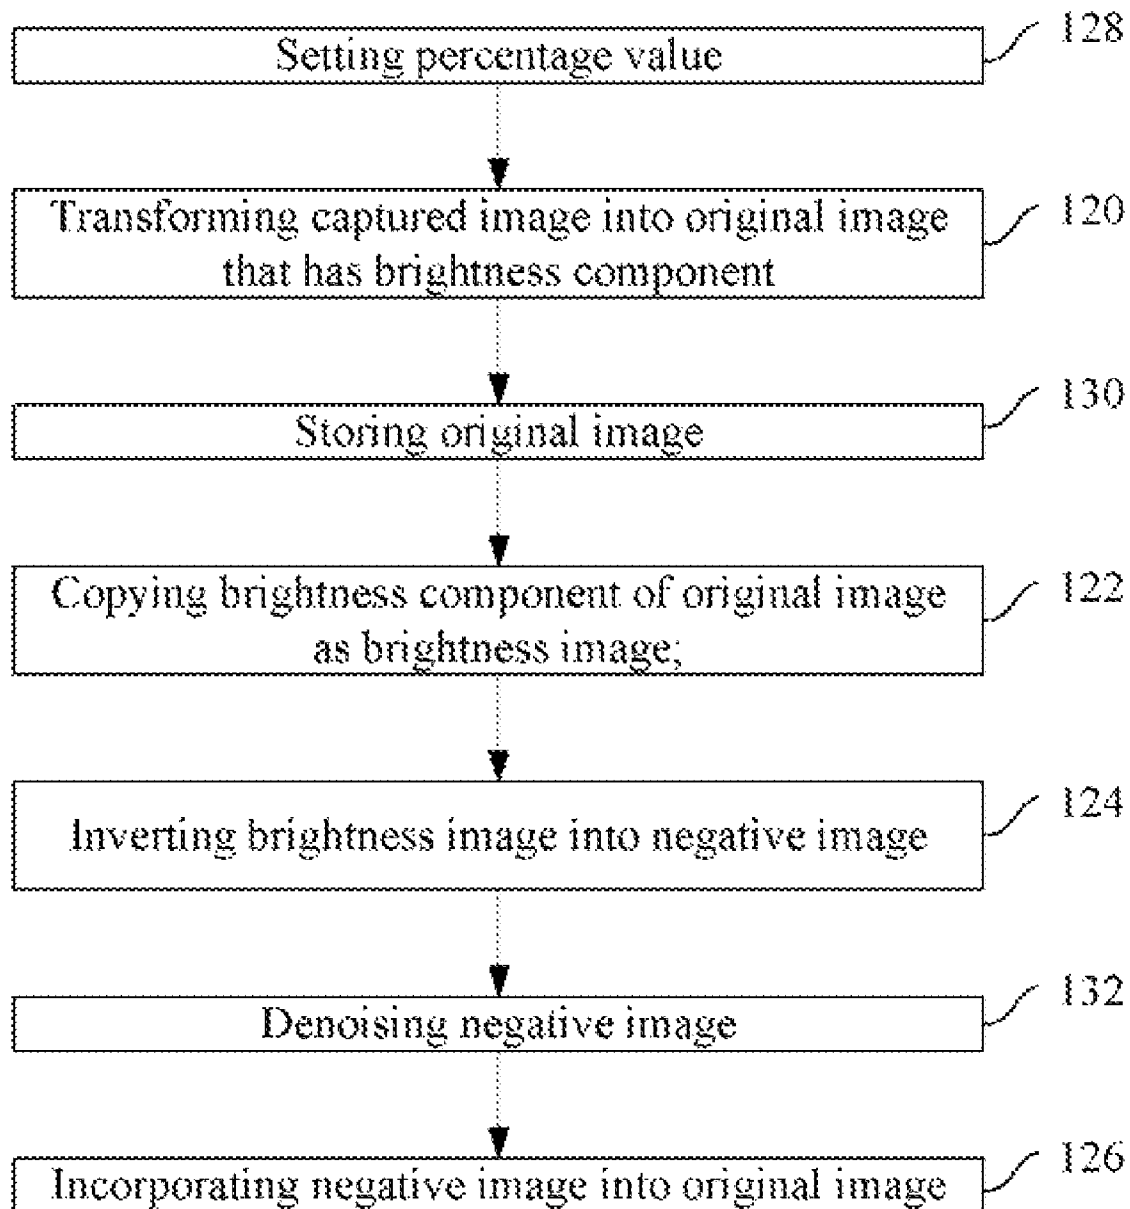 Setting percentage value
128
Transforming captured image into original image
that has brightness component
120
Storing original image
130
Copying brightness component of original image
as brightness image;
122
Inverting brightness image into negative image
124
Denoising negative image
132
Incorporating negative image into original image
126